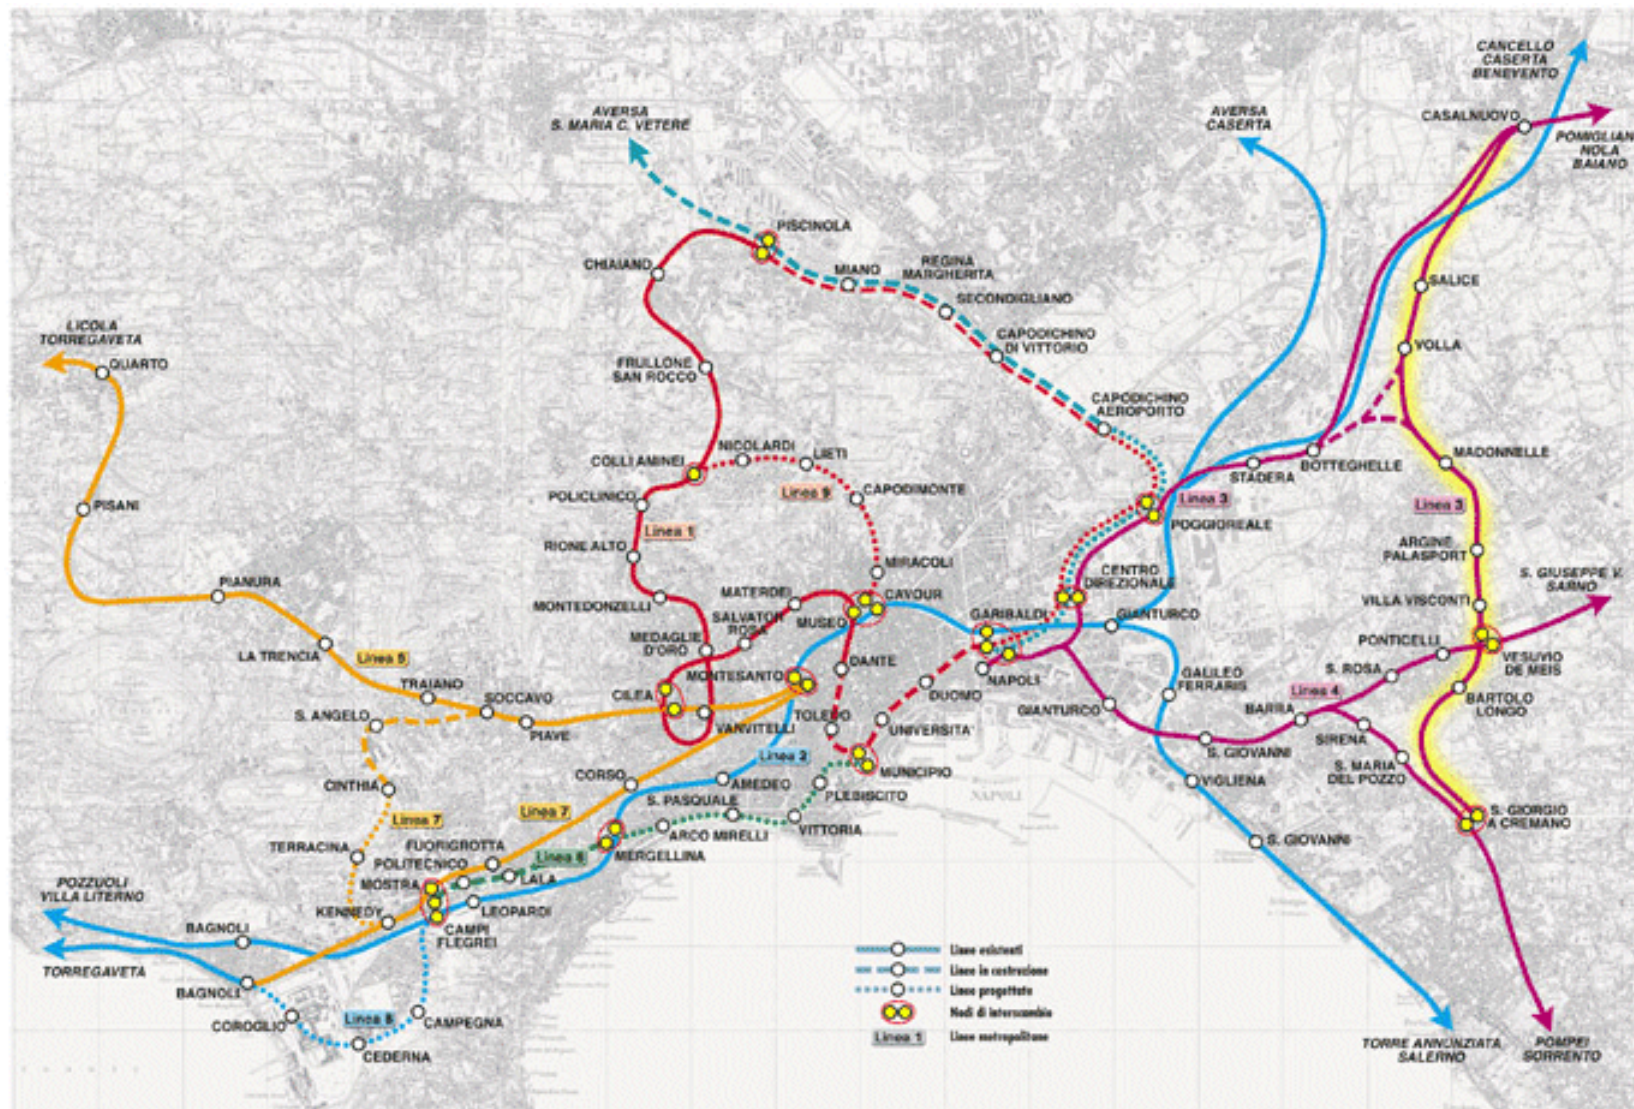 CANCELLO
CASERTA
BENEVENTO
AVERSA
S. MARIA C. VETERE
AVERSA
CASERTA
CASALNUOVO
POMIGLIAN
NOLA
BAIANO
PISCINOLA
CHIAIANO
MIANO
REGINA
MARGHERITA
SECONDIGLIANO
SALICE
LICOLA
TORREGAVETA
QUARTO
CAPODICHINO
DI VITTORIO
VOLLA
FRULLONE
SAN ROCCO
CAPODICHINO
AEROPORTO
NICOLARDI
LIETI
COLLI AMINEI
BOTTEGHELLE
MADONNELLE
STADERA
POLICLINICO
Linea 9
CAPODIMONTE
Linea 3
Linea 3
PISANI
Linea 1
POGGIOREALE
RIONE ALTO
ARGINE
PALASPORT
MIRACOLI
CENTRO
DIREZIONALE
S. GIUSEPPE V.
SARNO
PIANURA
MONTEDONZELLI
MATERDEI
CAVOUR
VILLA VISCONTI
SALVATOR
ROSA
MUSEO
GARIBALDI
GIANTURCO
MEDAGLIE
D'ORO
PONTICELLI
LA TRENCIA
Linea 5
DANTE
VESUVIO
DE MEIS
MONTESANTO
NAPOLI
S. ROSA
GALILEO
FERRARIS
TRAIANO
SOCCAVO
CILEA
DUOMO
Linea 4
BARTOLO
LONGO
S. ANGELO
PIAVE
VANVITELLI
TOLEDO
UNIVERSITA'
GIANTURCO
BARRA
SIRENA
S. GIOVANNI
Linea 2
S. MARIA
DEL POZZO
CINTHIA
CORSO
AMEDEO
MUNICIPIO
VIGLIENA
NAPOLI
PLEBISCITO
S. PASQUALE
Linea 7
Linea 7
VITTORIA
S. GIORGIO
A CREMANO
ARCO MIRELLI
S. GIOVANNI
TERRACINA
FUORIGROTTA
POLITECNICO
Linea 6
MERGELLINA
MOSTRA
LALA
POZZUOLI
VILLA LITERNO
KENNEDY
LEOPARDI
CAMPI
FLEGREI
BAGNOLI
TORREGAVETA
BAGNOLI
COROGLIO
Linea 8
CAMPEGNA
CEDERNA
Linee esistenti
Linee in costruzione
Linee progettate
Nodi di interscambio
Linea 1
Linee metropolitane
TORRE ANNUNZIATA
SALERNO
POMPEI
SORRENTO